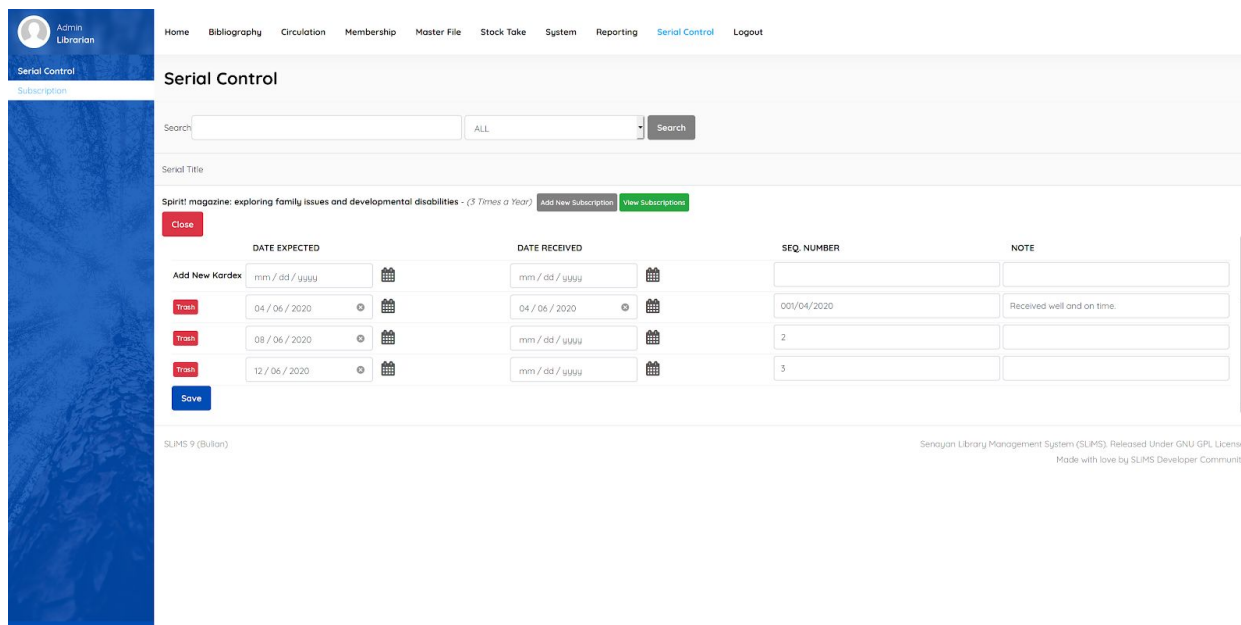 Admin
Librarian
Home Bibliography Circulation Membership Master File Stock Take System Reporting Serial Control Logout
Serial Control
Subscription
Serial Control
Search ALL Search
Serial Title
Spirit! magazine: exploring family issues and developmental disabilities - (3 Times a Year) Add New Subscription View Subscriptions
Close
DATE EXPECTED DATE RECEIVED SEQ. NUMBER NOTE
Add New Kardex mm / dd / yyyy mm / dd / yyyy
Trash 04 / 06 / 2020 04 / 06 / 2020 001/04/2020 Received well and on time.
Trash 08 / 06 / 2020 mm / dd / yyyy 2
Trash 12 / 06 / 2020 mm / dd / yyyy 3
Save
SLiMS 9 (Bulian) Senayan Library Management System (SLiMS). Released Under GNU GPL License
Made with love by SLiMS Developer Communit